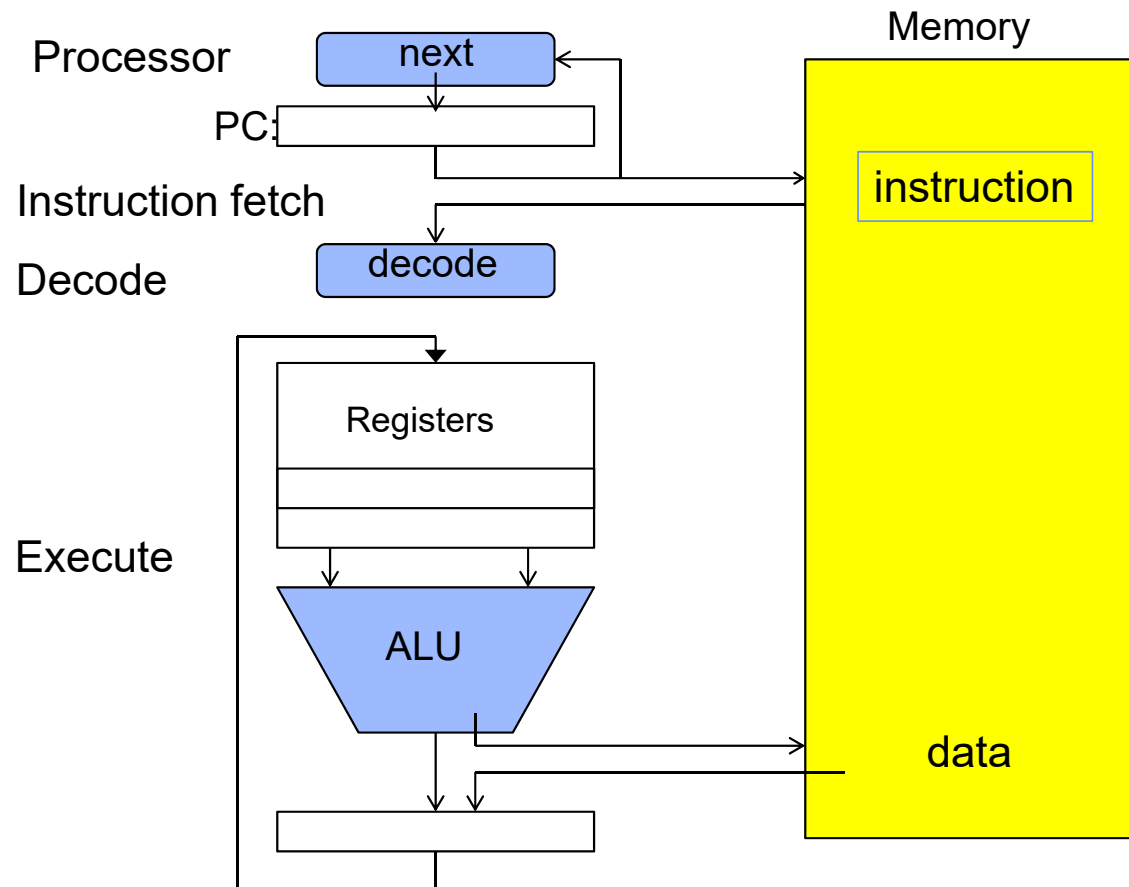 Memory
Processor
next
PC:
instruction
Instruction fetch
decode
Decode
Registers
Execute
ALU
data